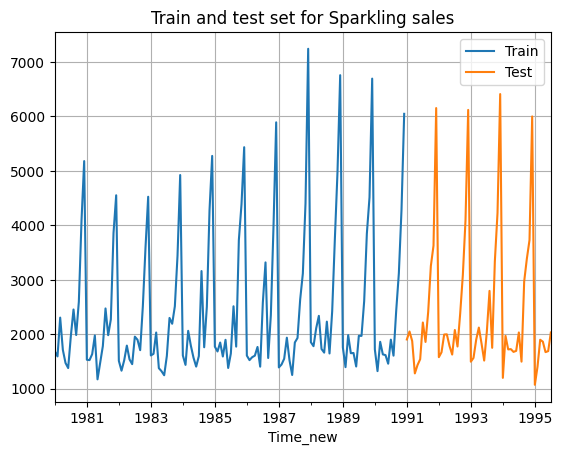 Train and test set for Sparkling sales
Train
Test
7000
6000
5000
4000
3000
2000
1000
1981 1983 1985 1987 1989 1991 1993 1995
Time_new